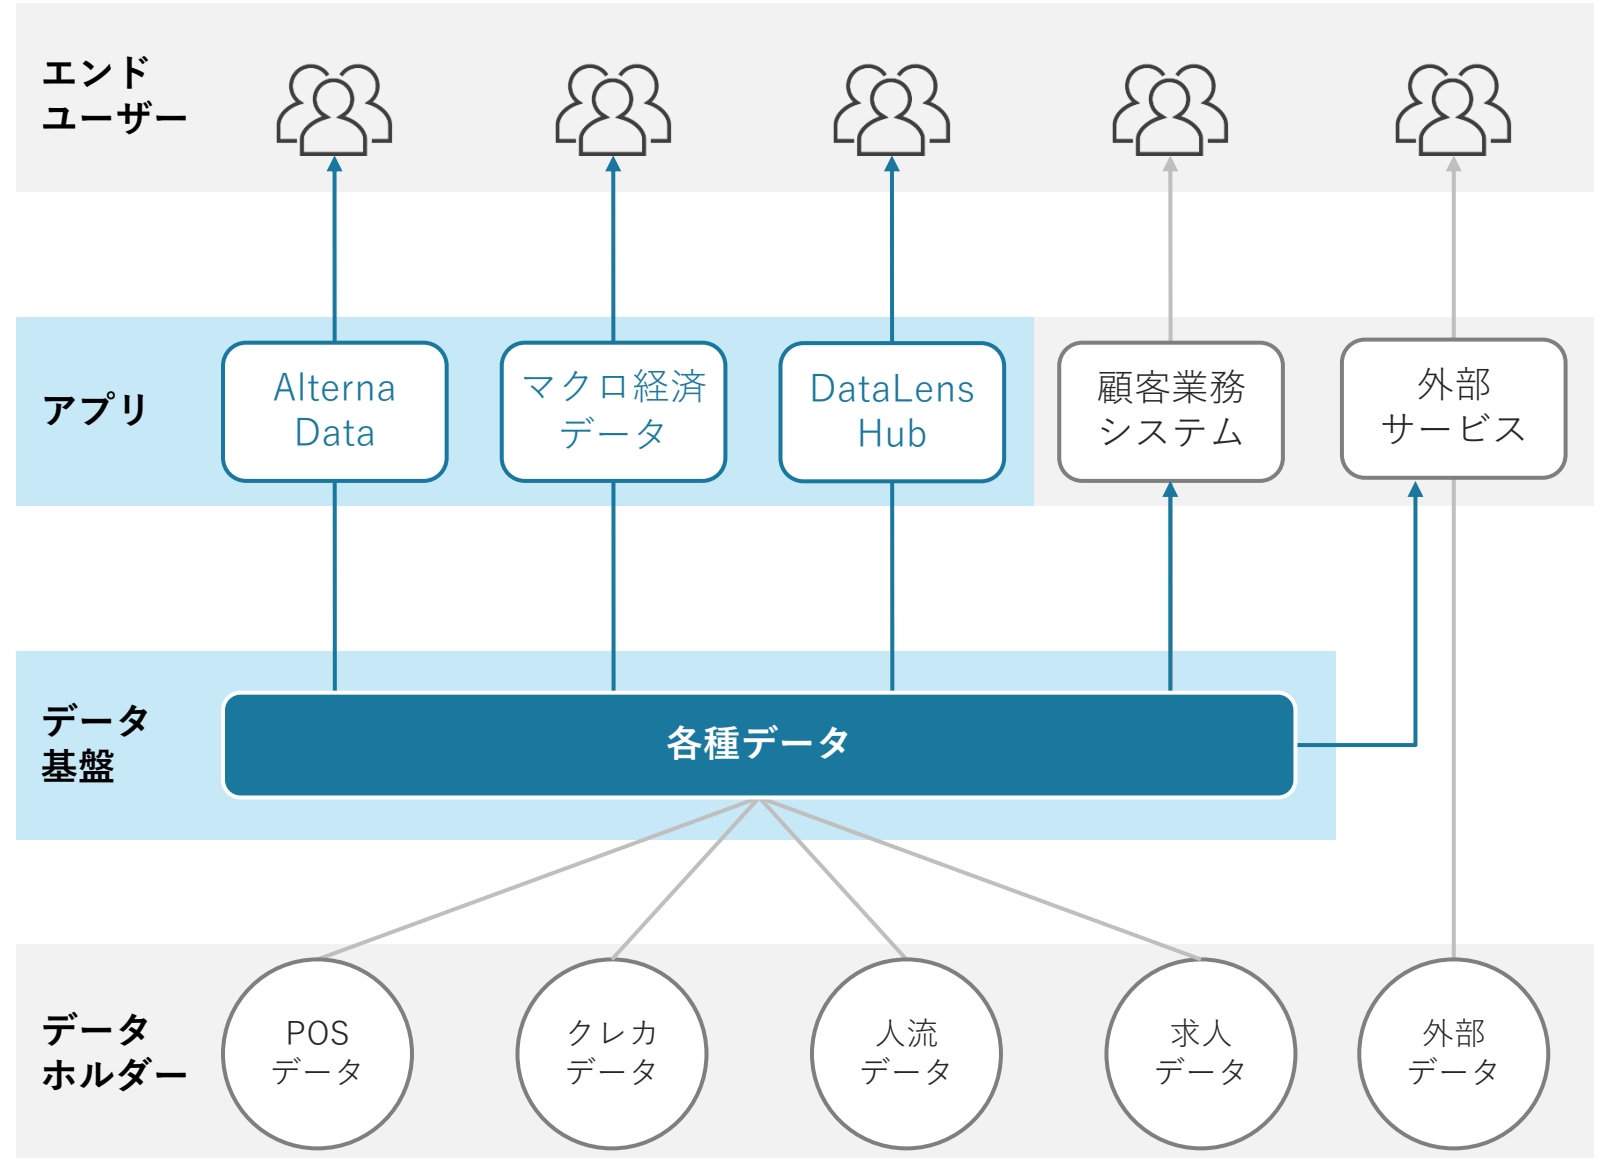 エンド
ユーザー
アプリ
Alterna
Data
マクロ経済
データ
DataLens
Hub
顧客業務
システム
外部
サービス
データ
基盤
各種データ
データ
ホルダー
POS
データ
クレカ
データ
人流
データ
求人
データ
外部
データ